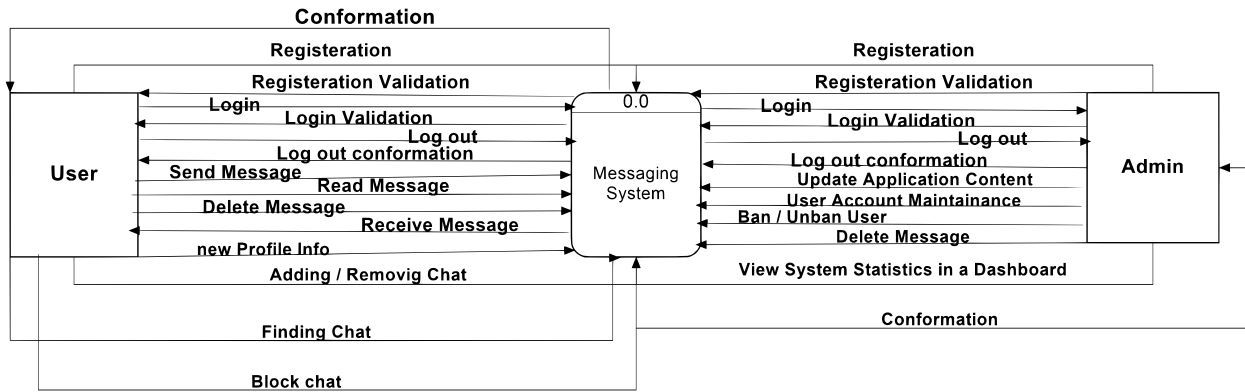 Conformation
Registeration
Registeration
Registeration Validation
Registeration Validation
0.0
Login
Login
Login Validation
Login Validation
Log out
Log out
Log out conformation
Log out conformation
User
Send Message
Messaging
System
Admin
Read Message
Update Application Content
Delete Message
User Account Maintainance
Receive Message
Ban / Unban User
new Profile Info
Delete Message
Adding / Removig Chat
View System Statistics in a Dashboard
Finding Chat
Conformation
Block chat